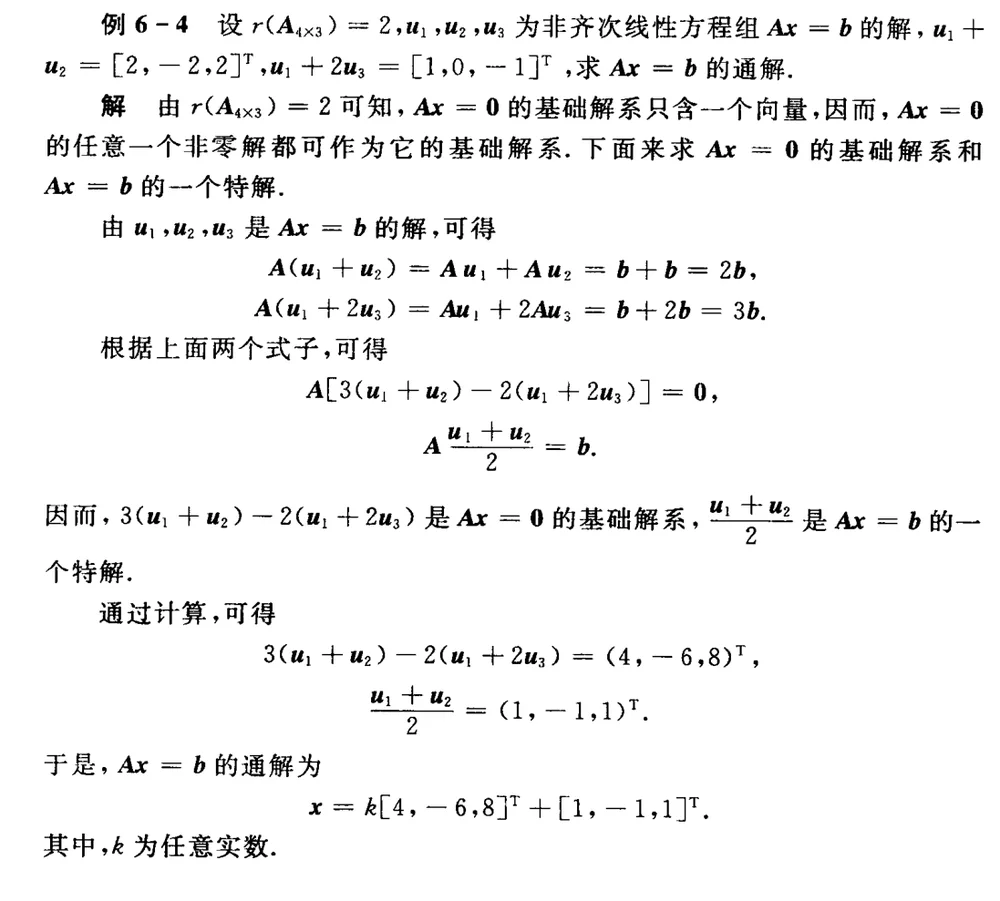 例 6-4 设 r(A₄ₓ₃) = 2,u₁,u₂,u₃ 为非齐次线性方程组 Ax = b 的解, u₁ +
u₂ = [2, -2,2]ᵀ,u₁ + 2u₃ = [1,0, -1]ᵀ ,求 Ax = b 的通解.
解 由 r(A₄ₓ₃) = 2 可知, Ax = 0 的基础解系只含一个向量,因而, Ax = 0
的任意一个非零解都可作为它的基础解系. 下面来求 Ax = 0 的基础解系和
Ax = b 的一个特解.
由 u₁,u₂,u₃ 是 Ax = b 的解,可得
A(u₁ + u₂) = Au₁ + Au₂ = b + b = 2b,
A(u₁ + 2u₃) = Au₁ + 2Au₃ = b + 2b = 3b.
根据上面两个式子,可得
A[3(u₁ + u₂) - 2(u₁ + 2u₃)] = 0,
A (u₁ + u₂)/2 = b.
因而, 3(u₁ + u₂) - 2(u₁ + 2u₃) 是 Ax = 0 的基础解系, (u₁ + u₂)/2 是 Ax = b 的一
个特解.
通过计算,可得
3(u₁ + u₂) - 2(u₁ + 2u₃) = (4, -6,8)ᵀ,
(u₁ + u₂)/2 = (1, -1,1)ᵀ.
于是, Ax = b 的通解为
x = k[4, -6,8]ᵀ + [1, -1,1]ᵀ.
其中,k 为任意实数.